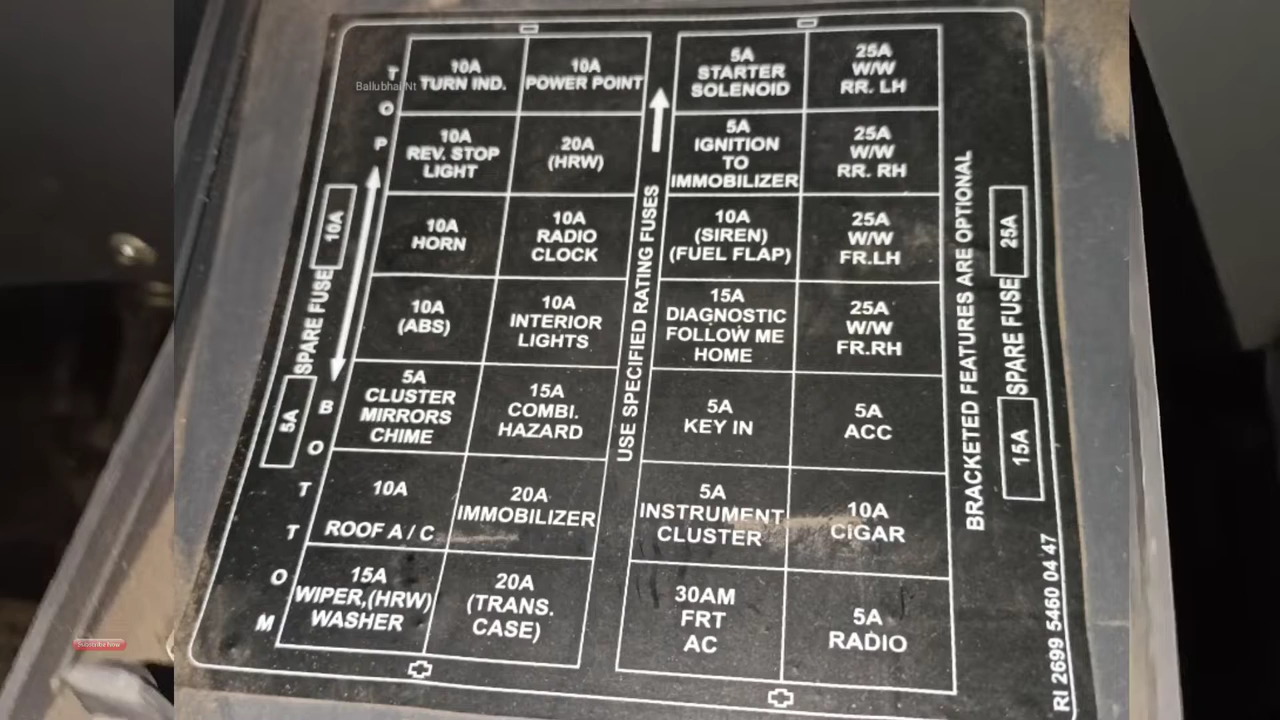 TOP
Ballubhai Nt
10A
TURN IND.
10A
POWER POINT
5A
STARTER
SOLENOID
25A
W/W
RR. LH
10A
REV. STOP
LIGHT
20A
(HRW)
5A
IGNITION
TO
IMMOBILIZER
25A
W/W
RR. RH
10A
HORN
10A
RADIO
CLOCK
10A
(SIREN)
(FUEL FLAP)
25A
W/W
FR.LH
10A
(ABS)
10A
INTERIOR
LIGHTS
15A
DIAGNOSTIC
FOLLOW ME
HOME
25A
W/W
FR.RH
5A
CLUSTER
MIRRORS
CHIME
15A
COMBI.
HAZARD
5A
KEY IN
5A
ACC
10A
ROOF A / C
20A
IMMOBILIZER
5A
INSTRUMENT
CLUSTER
10A
CIGAR
15A
WIPER,(HRW)
WASHER
20A
(TRANS.
CASE)
30AM
FRT
AC
5A
RADIO
BOTTOM
5A SPARE FUSE 10A
USE SPECIFIED RATING FUSES
BRACKETED FEATURES ARE OPTIONAL
15A SPARE FUSE 25A
RI 2699 5460 04 47
Subscribe Now